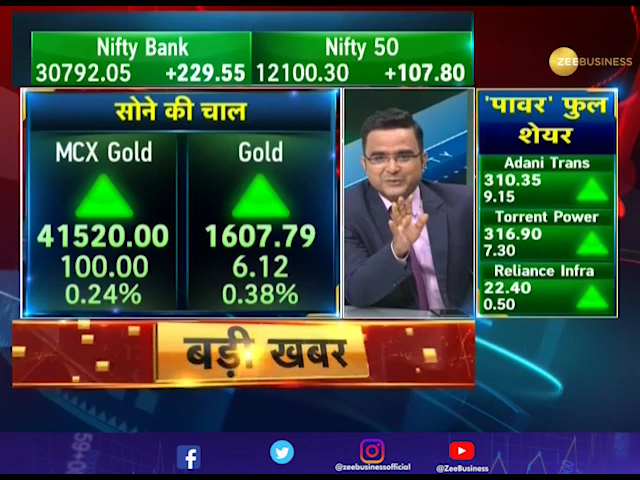 Nifty Bank
30792.05 +229.55
Nifty 50
12100.30 +107.80
ZEEBUSINESS
सोने की चाल
MCX Gold
41520.00
100.00
0.24%
Gold
1607.79
6.12
0.38%
'पावर' फुल
शेयर
Adani Trans
310.35
9.15
Torrent Power
316.90
7.30
Reliance Infra
22.40
0.50
बड़ी खबर
@zeebusinessofficial
@ZeeBusiness